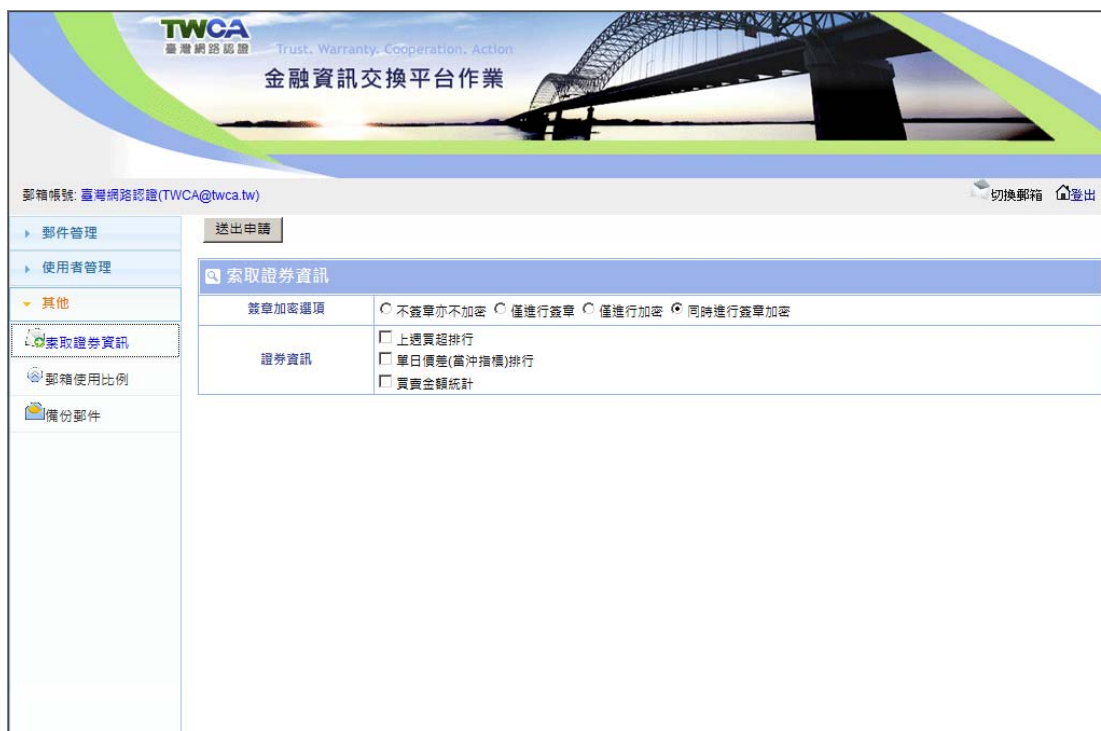 TWCA
臺灣網路認證
Trust. Warranty. Cooperation. Action
金融資訊交換平台作業
郵箱帳號: 臺灣網路認證(TWCA@twca.tw)
切換郵箱 登出
郵件管理
使用者管理
其他
索取證券資訊
郵箱使用比例
備份郵件
送出申請
索取證券資訊
簽章加密選項
不簽章亦不加密 僅進行簽章 僅進行加密 同時進行簽章加密
證券資訊
上週買超排行
單日價差(當沖指標)排行
買賣金額統計